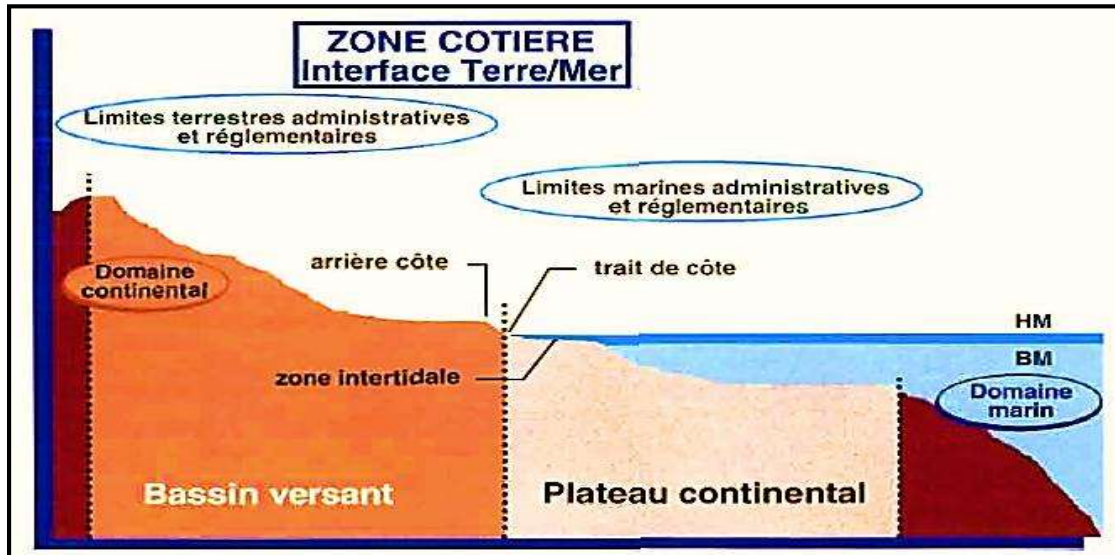 ZONE COTIERE
Interface Terre/Mer
Limites terrestres administratives
et réglementaires
Limites marines administratives
et réglementaires
arrière côte
trait de côte
Domaine
continental
HM
BM
zone intertidale
Domaine
marin
Bassin versant
Plateau continental